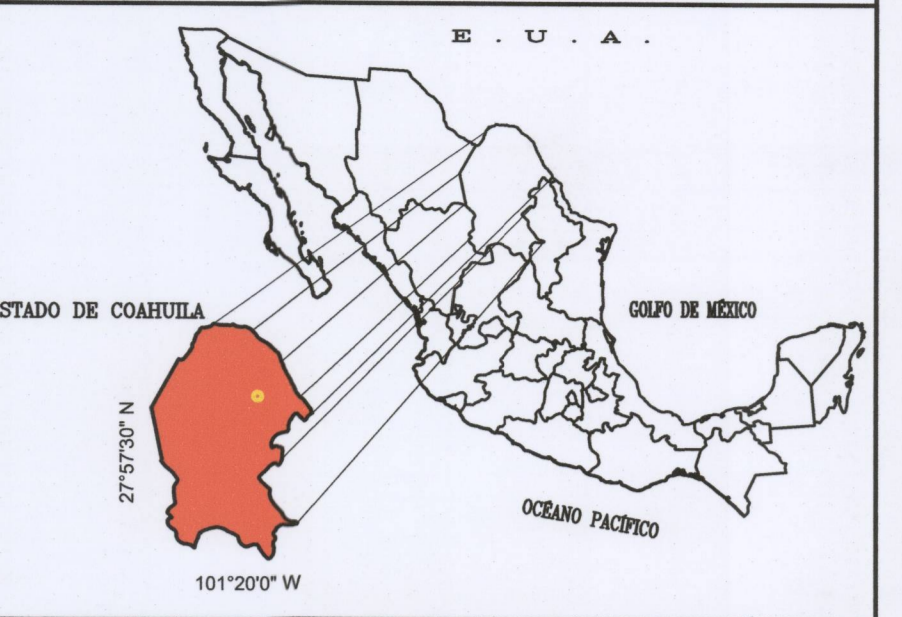 E . U . A .
STADO DE COAHUILA
GOLFO DE MÉXICO
27°57'30" N
OCÉANO PACÍFICO
101°20'0" W